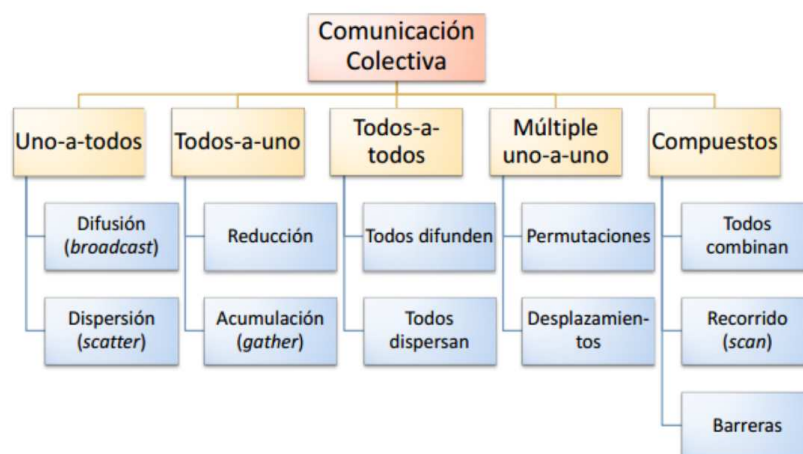 Comunicación
Colectiva
Uno-a-todos
Todos-a-uno
Todos-a-
todos
Múltiple
uno-a-uno
Compuestos
Difusión
(broadcast)
Reducción
Todos difunden
Permutaciones
Todos
combinan
Dispersión
(scatter)
Acumulación
(gather)
Todos
dispersan
Desplazamien-
tos
Recorrido
(scan)
Barreras